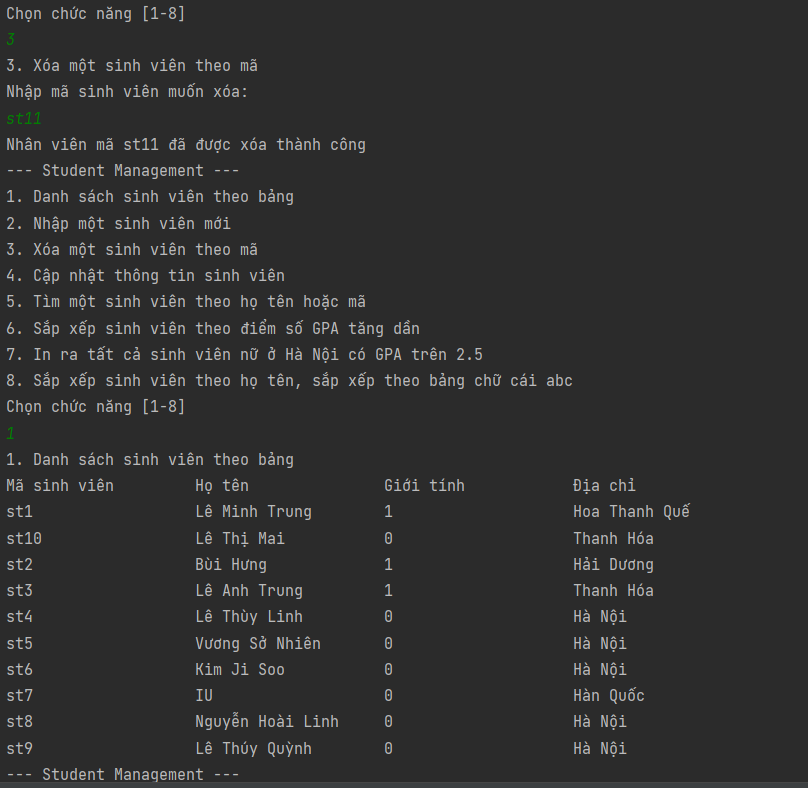 Chọn chức năng [1-8]
3
3. Xóa một sinh viên theo mã
Nhập mã sinh viên muốn xóa:
st11
Nhân viên mã st11 đã được xóa thành công
--- Student Management ---
1. Danh sách sinh viên theo bảng
2. Nhập một sinh viên mới
3. Xóa một sinh viên theo mã
4. Cập nhật thông tin sinh viên
5. Tìm một sinh viên theo họ tên hoặc mã
6. Sắp xếp sinh viên theo điểm số GPA tăng dần
7. In ra tất cả sinh viên nữ ở Hà Nội có GPA trên 2.5
8. Sắp xếp sinh viên theo họ tên, sắp xếp theo bảng chữ cái abc
Chọn chức năng [1-8]
1
1. Danh sách sinh viên theo bảng
Mã sinh viên Họ tên Giới tính Địa chỉ
st1 Lê Minh Trung 1 Hoa Thanh Quế
st10 Lê Thị Mai 0 Thanh Hóa
st2 Bùi Hưng 1 Hải Dương
st3 Lê Anh Trung 1 Thanh Hóa
st4 Lê Thùy Linh 0 Hà Nội
st5 Vương Sở Nhiên 0 Hà Nội
st6 Kim Ji Soo 0 Hà Nội
st7 IU 0 Hàn Quốc
st8 Nguyễn Hoài Linh 0 Hà Nội
st9 Lê Thúy Quỳnh 0 Hà Nội
--- Student Management ---